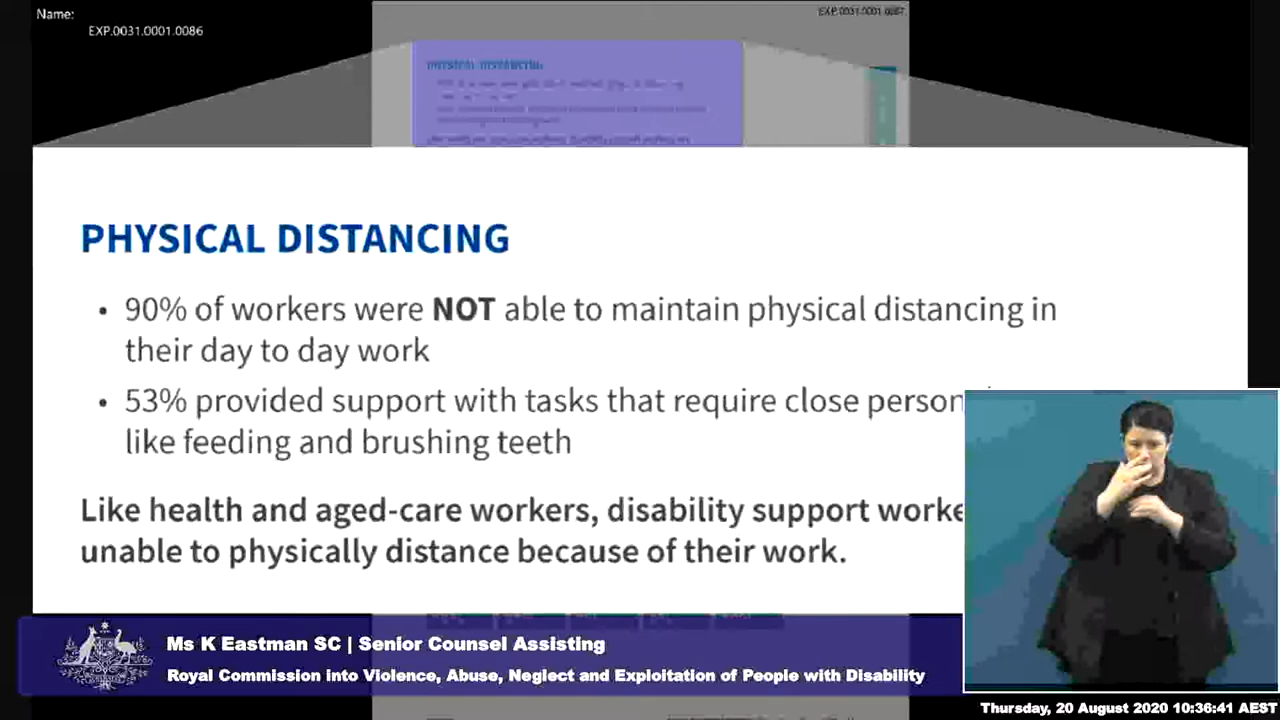 Name:
EXP.0031.0001.0086
EXP.0031.0001.0087
PHYSICAL DISTANCING
PHYSICAL DISTANCING
• 90% of workers were NOT able to maintain physical distancing in
their day to day work
• 53% provided support with tasks that require close person
like feeding and brushing teeth
Like health and aged-care workers, disability support worke
unable to physically distance because of their work.
Ms K Eastman SC | Senior Counsel Assisting
Royal Commission into Violence, Abuse, Neglect and Exploitation of People with Disability
Thursday, 20 August 2020 10:36:41 AEST